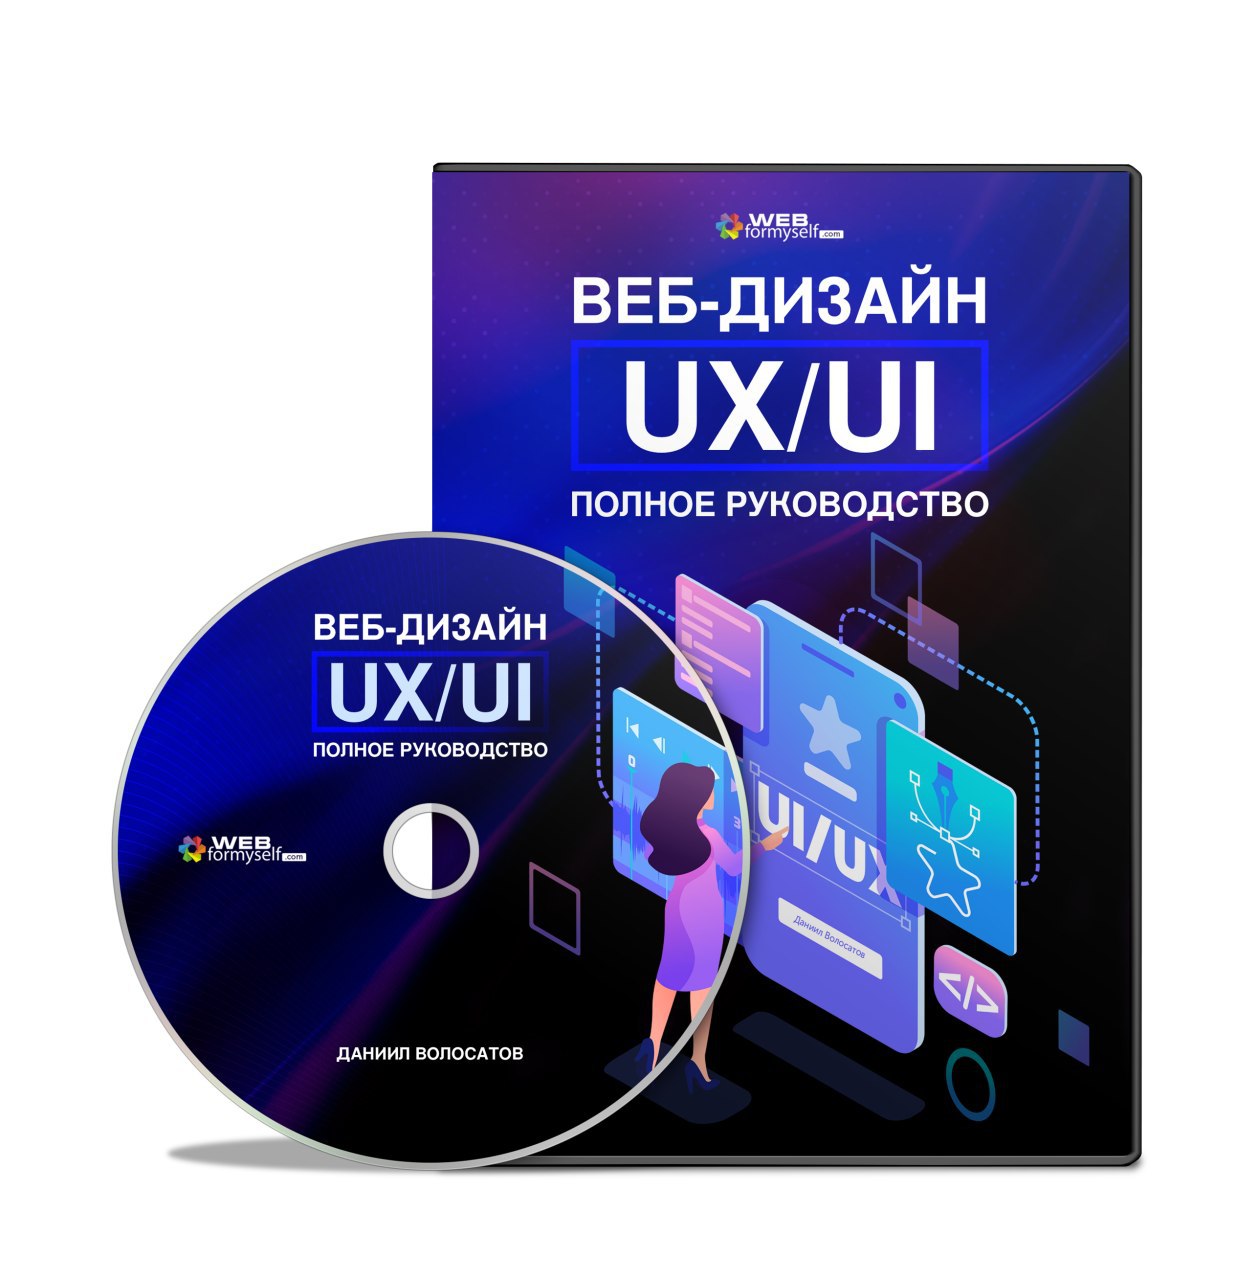 WEB
formyself.com
ВЕБ-ДИЗАЙН
UX/UI
ПОЛНОЕ РУКОВОДСТВО
UI/UX
Даниил Волосатов
</>
ВЕБ-ДИЗАЙН
UX/UI
ПОЛНОЕ РУКОВОДСТВО
WEB
formyself.com
ДАНИИЛ ВОЛОСАТОВ